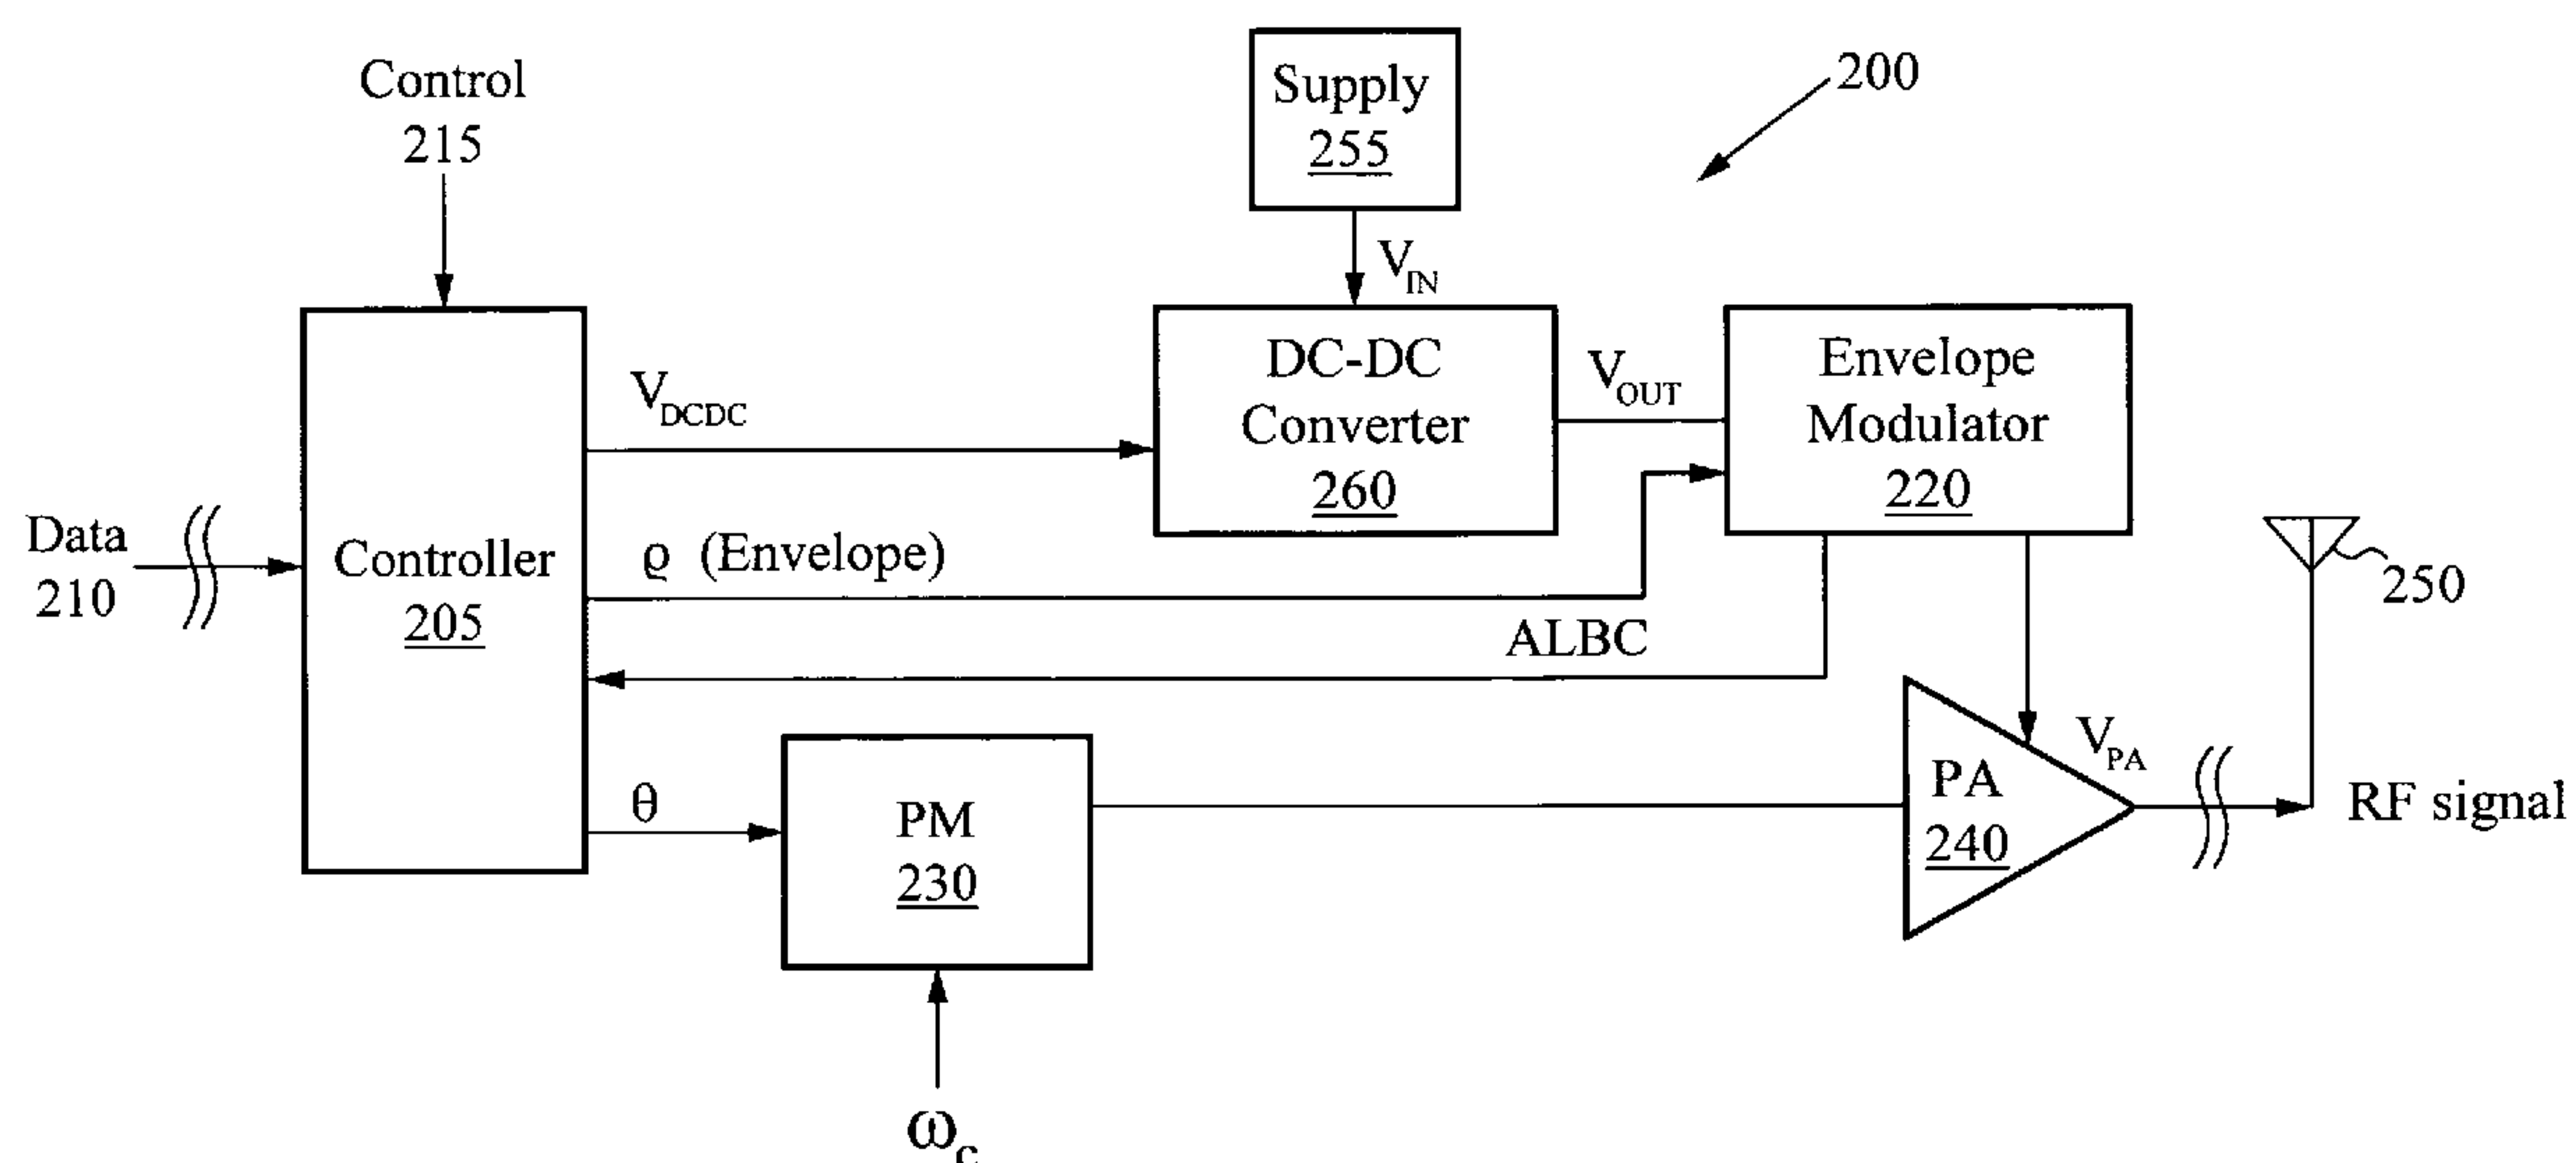 Control
215
Supply
255
200
V_IN
DC-DC
Converter
260
V_OUT
Envelope
Modulator
220
V_DCDC
Data
210
Controller
205
ϱ (Envelope)
ALBC
250
θ
PM
230
V_PA
PA
240
RF signal
ω_c